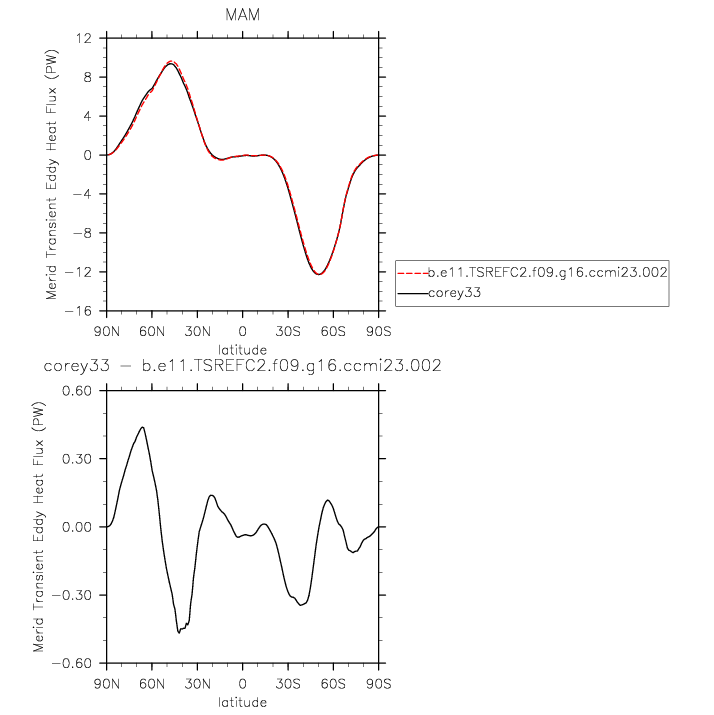 MAM
Merid Transient Eddy Heat Flux (PW)
12
8
4
0
-4
-8
-12
-16
90N 60N 30N 0 30S 60S 90S
latitude
b.e11.TSREFC2.f09.g16.ccmi23.002
corey33
corey33 - b.e11.TSREFC2.f09.g16.ccmi23.002
Merid Transient Eddy Heat Flux (PW)
0.60
0.30
0.00
-0.30
-0.60
90N 60N 30N 0 30S 60S 90S
latitude